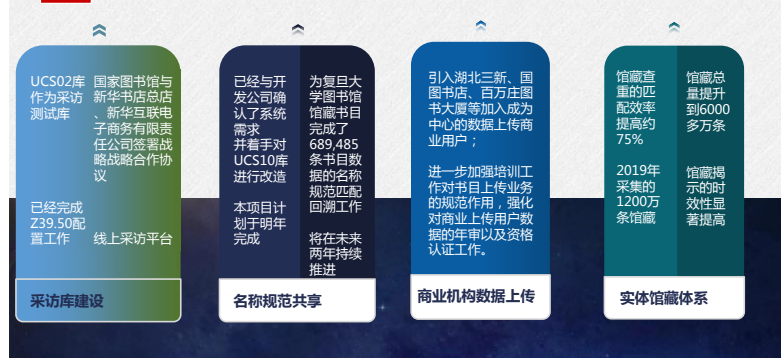 UCS02库
作为采访
测试库
已经完成
Z39.50配
置工作
国家图书馆与
新华书店总店
、新华互联电
子商务有限责
任公司签署战
略战略合作协
议
线上采访平台
采访库建设
已经与开
发公司确
认了系统
需求
并着手对
UCS10库
进行改造
本项目计
划于明年
完成
为复旦大
学图书馆
馆藏书目
完成了
689,485
条书目数
据的名称
规范匹配
回溯工作
将在未来
两年持续
推进
名称规范共享
引入湖北三新、国
图书店、百万庄图
书大厦等加入成为
中心的数据上传商
业用户；
进一步加强培训工
作对书目上传业务
的规范作用，强化
对商业上传用户数
据的年审以及资格
认证工作。
商业机构数据上传
馆藏查
重的匹
配效率
提高约
75%
2019年
采集的
1200万
条馆藏
馆藏总
量提升
到6000
多万条
馆藏揭
示的时
效性显
著提高
实体馆藏体系